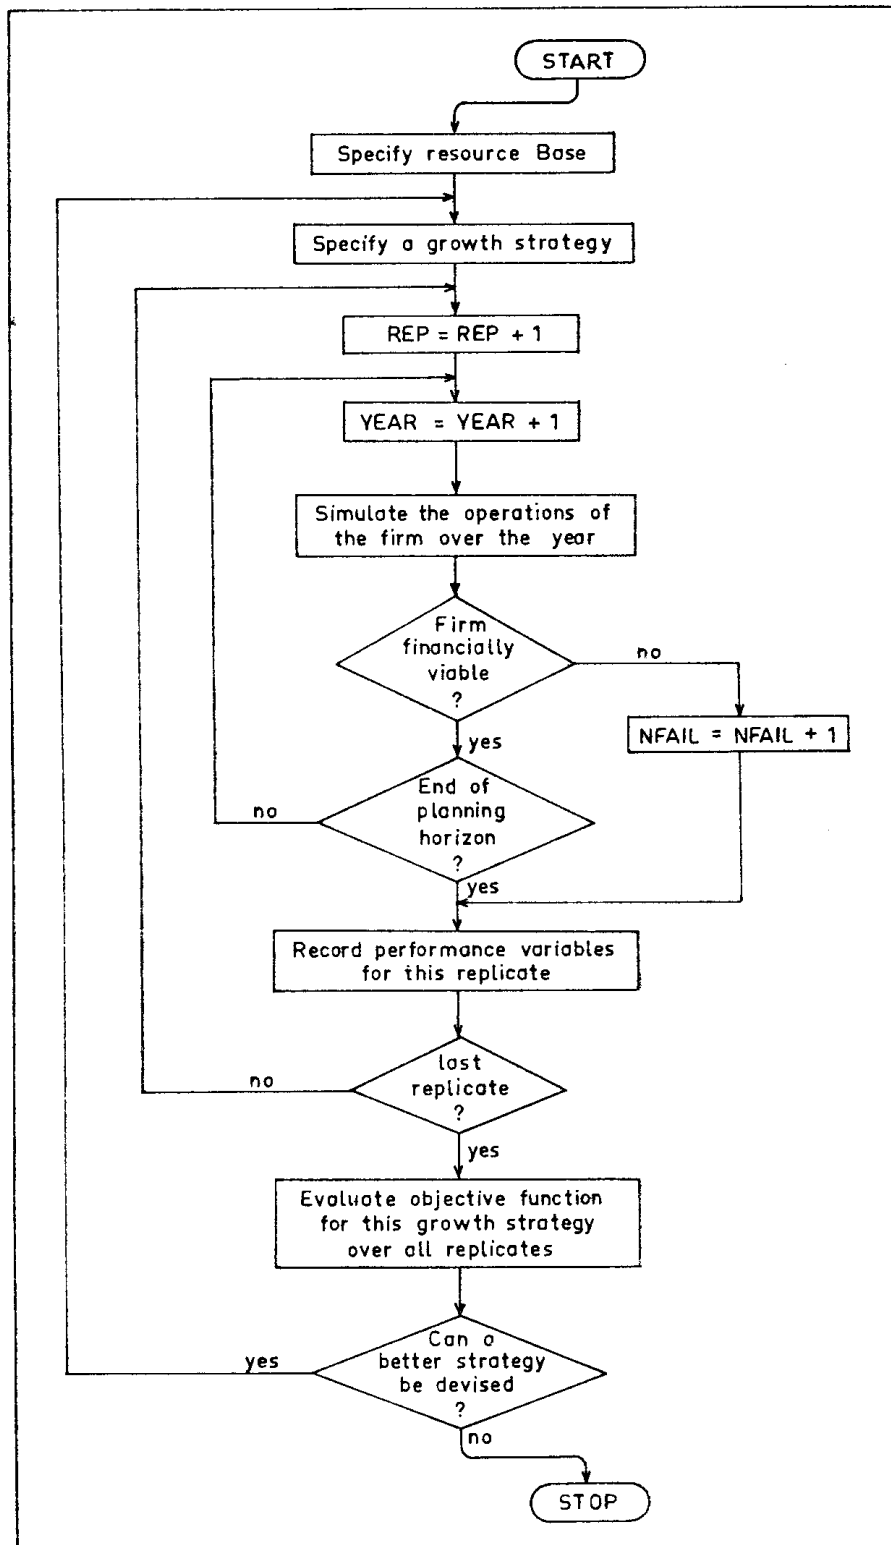 START
Specify resource Base
Specify a growth strategy
REP = REP + 1
YEAR = YEAR + 1
Simulate the operations of
the firm over the year
Firm
financially
viable
?
no
NFAIL = NFAIL + 1
yes
End of
planning
horizon
?
no
yes
Record performance variables
for this replicate
last
replicate
?
no
yes
Evaluate objective function
for this growth strategy
over all replicates
Can a
better strategy
be devised
?
yes
no
STOP